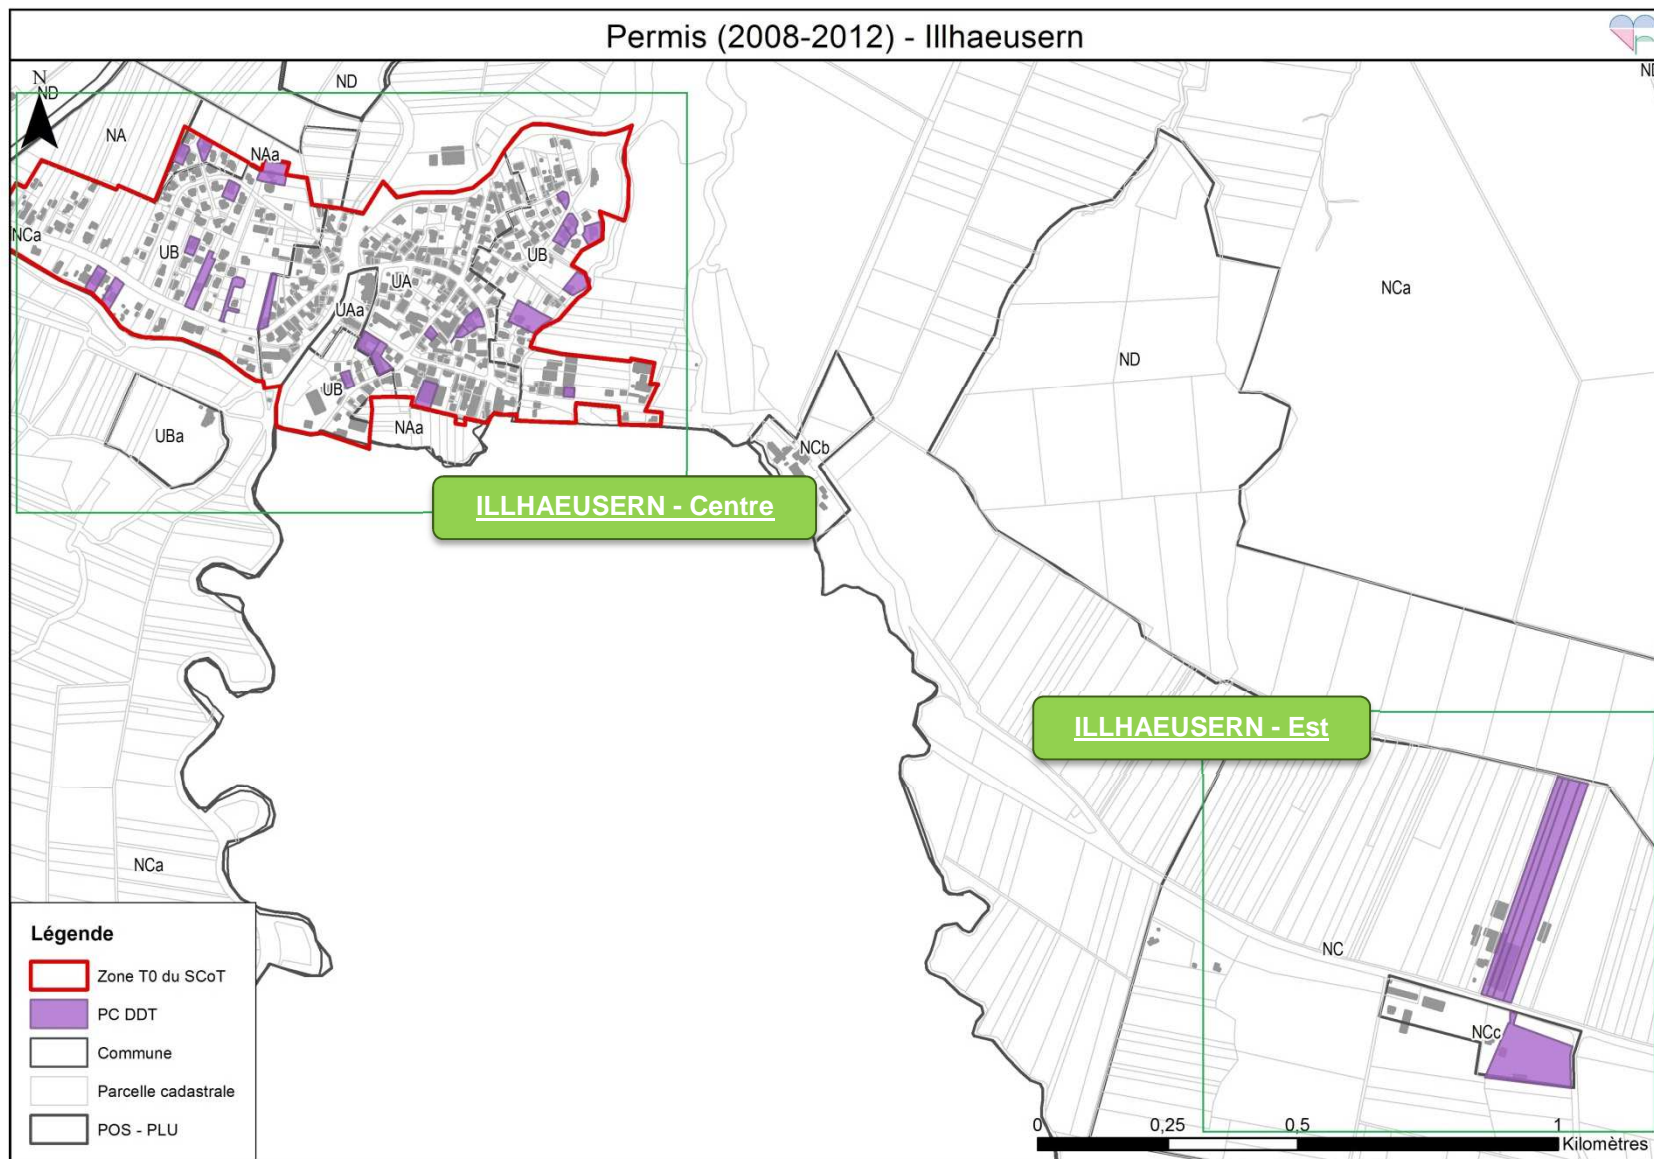 Permis (2008-2012) - Illhaeusern
N
ND
ND
ND
NA
NAa
NCa
UB
UB
UA
UAa
UB
NAa
UBa
NCb
NCa
ND
ILLHAEUSERN - Centre
ILLHAEUSERN - Est
NCa
NC
NCc
Légende
Zone T0 du SCoT
PC DDT
Commune
Parcelle cadastrale
POS - PLU
0 0,25 0,5 1
Kilomètres